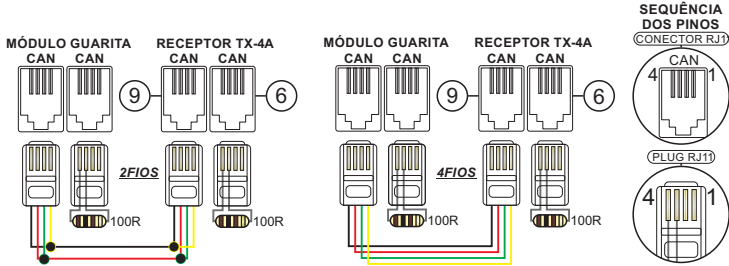 MÓDULO GUARITA
CAN CAN
RECEPTOR TX-4A
CAN CAN
9
6
2FIOS
100R
100R
MÓDULO GUARITA
CAN CAN
RECEPTOR TX-4A
CAN CAN
9
6
4FIOS
100R
100R
SEQUÊNCIA
DOS PINOS
CONECTOR RJ1
CAN
4 1
PLUG RJ11
4 1